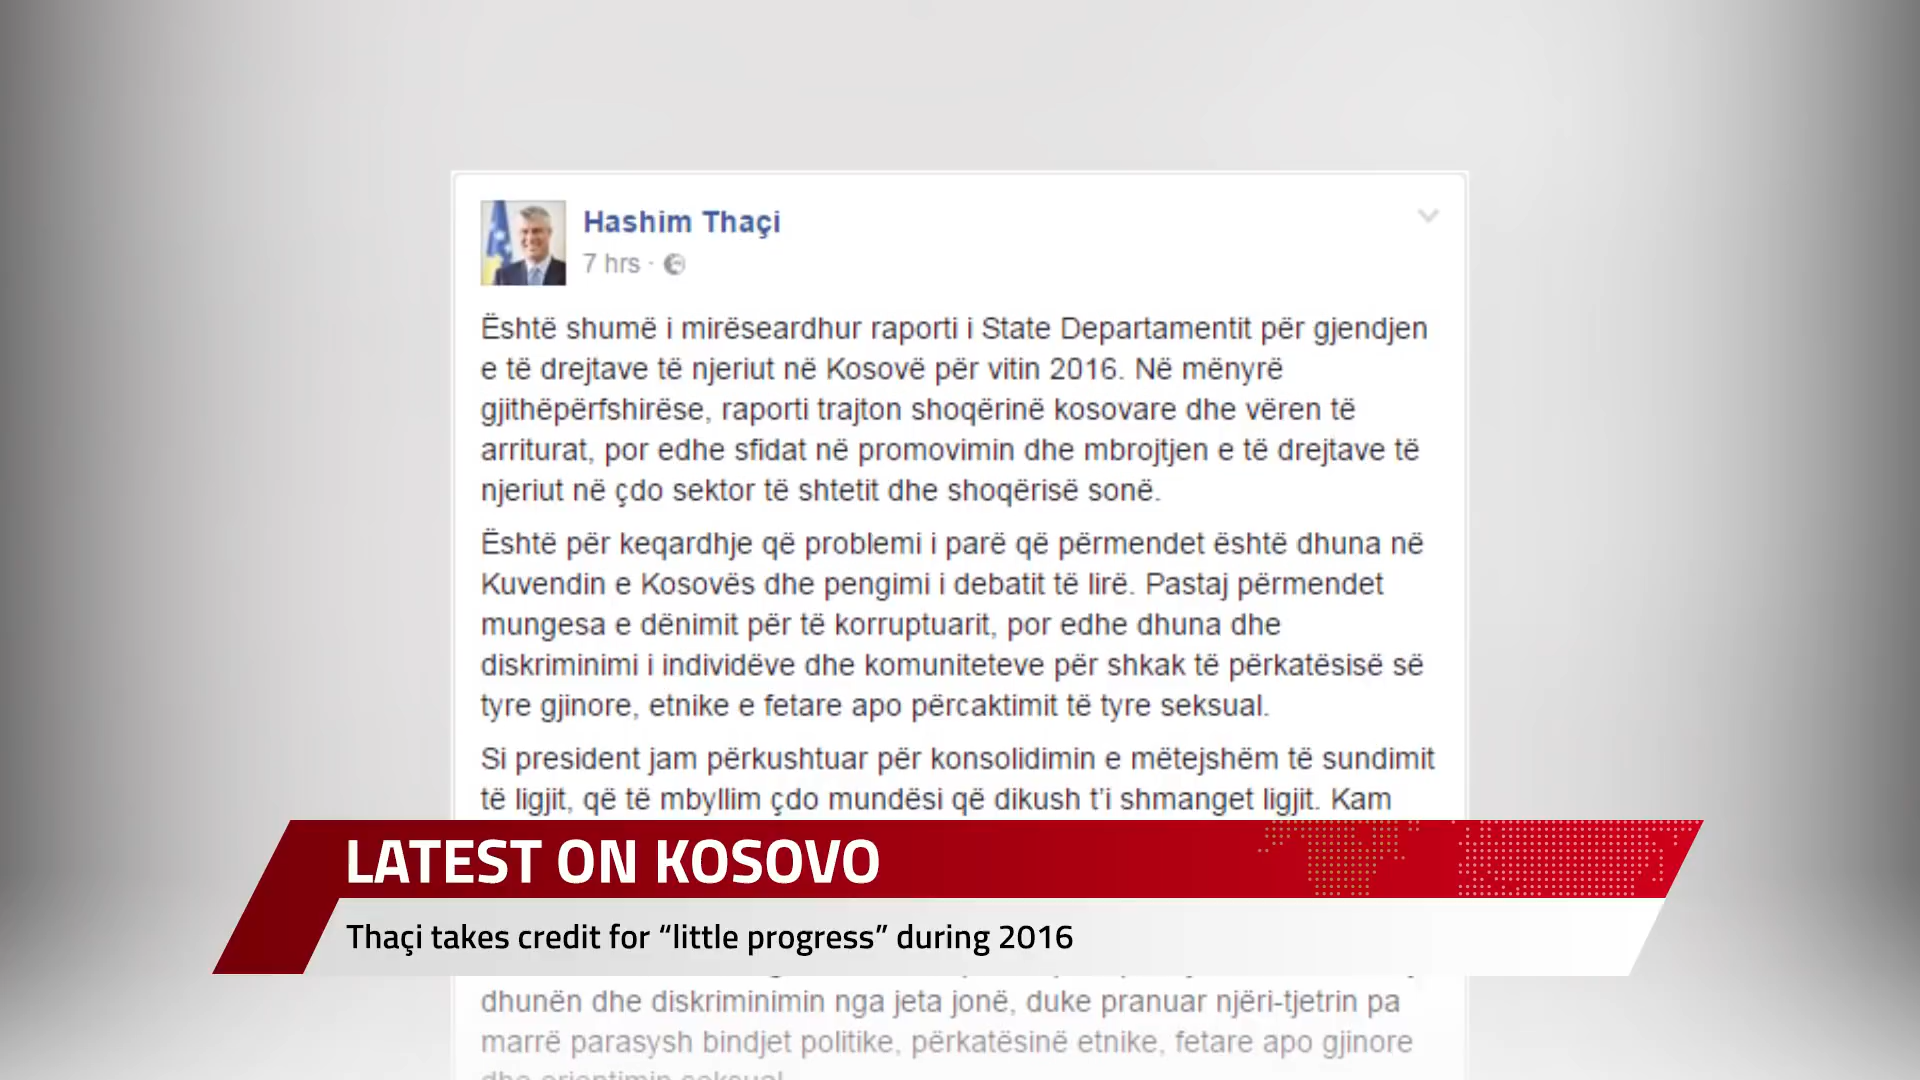 Hashim Thaçi
7 hrs ·
Është shumë i mirëseardhur raporti i State Departamentit për gjendjen
e të drejtave të njeriut në Kosovë për vitin 2016. Në mënyrë
gjithëpërfshirëse, raporti trajton shoqërinë kosovare dhe vëren të
arriturat, por edhe sfidat në promovimin dhe mbrojtjen e të drejtave të
njeriut në çdo sektor të shtetit dhe shoqërisë sonë.
Është për keqardhje që problemi i parë që përmendet është dhuna në
Kuvendin e Kosovës dhe pengimi i debatit të lirë. Pastaj përmendet
mungesa e dënimit për të korruptuarit, por edhe dhuna dhe
diskriminimi i individëve dhe komuniteteve për shkak të përkatësisë së
tyre gjinore, etnike e fetare apo përcaktimit të tyre seksual.
Si president jam përkushtuar për konsolidimin e mëtejshëm të sundimit
të ligjit, që të mbyllim çdo mundësi që dikush t'i shmanget ligjit. Kam
LATEST ON KOSOVO
Thaçi takes credit for “little progress” during 2016
dhunën dhe diskriminimin nga jeta jonë, duke pranuar njëri-tjetrin pa
marrë parasysh bindjet politike, përkatësinë etnike, fetare apo gjinore